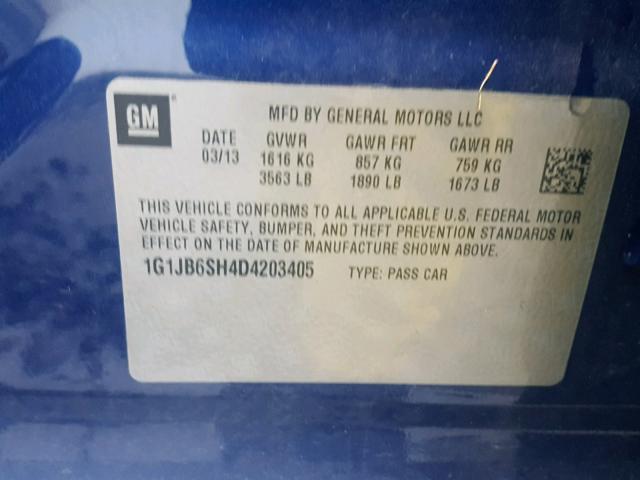 GM
MFD BY GENERAL MOTORS LLC
DATE GVWR GAWR FRT GAWR RR
03/13 1616 KG 857 KG 759 KG
3563 LB 1890 LB 1673 LB
THIS VEHICLE CONFORMS TO ALL APPLICABLE U.S. FEDERAL MOTOR
VEHICLE SAFETY, BUMPER, AND THEFT PREVENTION STANDARDS IN
EFFECT ON THE DATE OF MANUFACTURE SHOWN ABOVE.
1G1JB6SH4D4203405 TYPE: PASS CAR